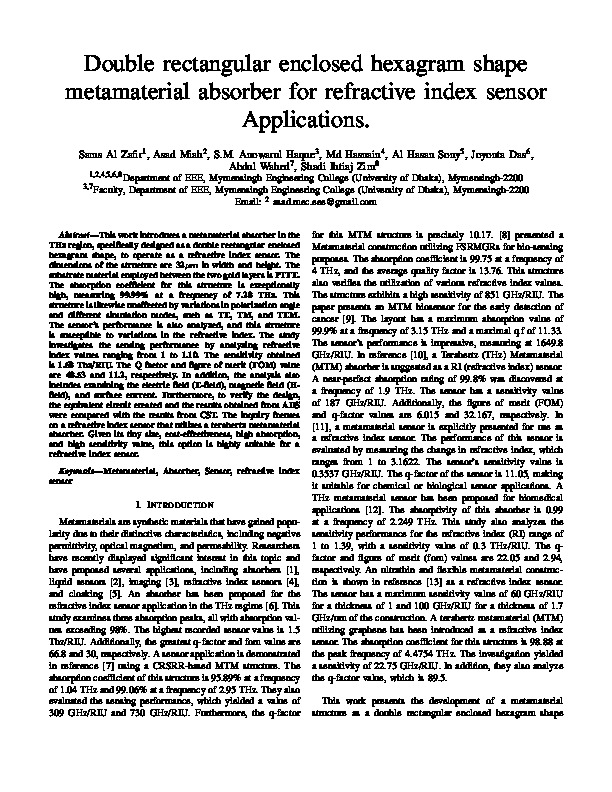 Double rectangular enclosed hexagram shape
metamaterial absorber for refractive index sensor
Applications.
Sams Al Zafir1, Asad Miah2, S.M. Anowarul Haque3, Md Hasnain4, Al Hasan Sony5, Joyonta Das6,
Abdul Wahed7, Shadi Ihtiaj Zim8
1,2,4,5,6,8Department of EEE, Mymensingh Engineering College (University of Dhaka), Mymensingh-2200
3,7Faculty, Department of EEE, Mymensingh Engineering College (University of Dhaka), Mymensingh-2200
Email: 2 asad.mec.eee@gmail.com
Abstract—This work introduces a metamaterial absorber in the
THz region, specifically designed as a double rectangular enclosed
hexagram shape, to operate as a refractive index sensor. The
dimensions of the structure are 32μm in width and height. The
substrate material employed between the two gold layers is PTFE.
The absorption coefficient for this structure is exceptionally
high, measuring 99.99% at a frequency of 7.28 THz. This
structure is likewise unaffected by variations in polarization angle
and different simulation modes, such as TE, TM, and TEM.
The sensor's performance is also analyzed, and this structure
is susceptible to variations in the refractive index. The study
investigates the sensing performance by analyzing refractive
index values ranging from 1 to 1.10. The sensitivity obtained
is 1.68 Thz/RIU. The Q factor and figure of merit (FOM) value
are 48.53 and 11.2, respectively. In addition, the analysis also
includes examining the electric field (E-field), magnetic field (H-
field), and surface current. Furthermore, to verify the design,
the equivalent circuit created and the results obtained from ADS
were compared with the results from CST. The inquiry focuses
on a refractive index sensor that utilizes a terahertz metamaterial
absorber. Given its tiny size, cost-effectiveness, high absorption,
and high sensitivity value, this option is highly suitable for a
refractive index sensor.
Keywords—Metamaterial, Absorber, Sensor, refractive index
sensor
I. INTRODUCTION
Metamaterials are synthetic materials that have gained popu-
larity due to their distinctive characteristics, including negative
permittivity, optical magnetism, and permeability. Researchers
have recently displayed significant interest in this topic and
have proposed several applications, including absorbers [1],
liquid sensors [2], imaging [3], refractive index sensors [4],
and cloaking [5]. An absorber has been proposed for the
refractive index sensor application in the THz regime [6]. This
study examines three absorption peaks, all with absorption val-
ues exceeding 98%. The highest recorded sensor value is 1.5
Thz/RIU. Additionally, the greatest q-factor and fom value are
66.8 and 30, respectively. A sensor application is demonstrated
in reference [7] using a CRSRR-based MTM structure. The
absorption coefficient of this structure is 95.89% at a frequency
of 1.04 THz and 99.06% at a frequency of 2.95 THz. They also
evaluated the sensing performance, which yielded a value of
309 GHz/RIU and 730 GHz/RIU. Furthermore, the q-factor
for this MTM structure is precisely 10.17. [8] presented a
Metamaterial construction utilizing FSRMGRs for bio-sensing
purposes. The absorption coefficient is 99.75 at a frequency of
4 THz, and the average quality factor is 13.76. This structure
also verifies the utilization of various refractive index values.
The structure exhibits a high sensitivity of 851 GHz/RIU. The
paper presents an MTM biosensor for the early detection of
cancer [9]. The layout has a maximum absorption value of
99.9% at a frequency of 3.15 THz and a maximal q.f of 11.33.
The sensor's performance is impressive, measuring at 1649.8
GHz/RIU. In reference [10], a Terahertz (THz) Metamaterial
(MTM) absorber is suggested as a RI (refractive index) sensor.
A near-perfect absorption rating of 99.8% was discovered at
a frequency of 1.9 THz. The sensor has a sensitivity value
of 187 GHz/RIU. Additionally, the figure of merit (FOM)
and q-factor values are 6.015 and 32.167, respectively. In
[11], a metamaterial sensor is explicitly presented for use as
a refractive index sensor. The performance of this sensor is
evaluated by measuring the change in refractive index, which
ranges from 1 to 3.1622. The sensor's sensitivity value is
0.3537 GHz/RIU. The q-factor of the sensor is 11.05, making
it suitable for chemical or biological sensor applications. A
THz metamaterial sensor has been proposed for biomedical
applications [12]. The absorptivity of this absorber is 0.99
at a frequency of 2.249 THz. This study also analyzes the
sensitivity performance for the refractive index (RI) range of
1 to 1.39, with a sensitivity value of 0.3 THz/RIU. The q-
factor and figure of merit (fom) values are 22.05 and 2.94,
respectively. An ultrathin and flexible metamaterial construc-
tion is shown in reference [13] as a refractive index sensor.
The sensor has a maximum sensitivity value of 60 GHz/RIU
for a thickness of 1 and 100 GHz/RIU for a thickness of 1.7
GHz/um of the construction. A terahertz metamaterial (MTM)
utilizing graphene has been introduced as a refractive index
sensor. The absorption coefficient for this structure is 98.88 at
the peak frequency of 4.4754 THz. The investigation yielded
a sensitivity of 22.75 GHz/RIU. In addition, they also analyze
the q-factor value, which is 89.5.
This work presents the development of a metamaterial
structure as a double rectangular enclosed hexagram shape